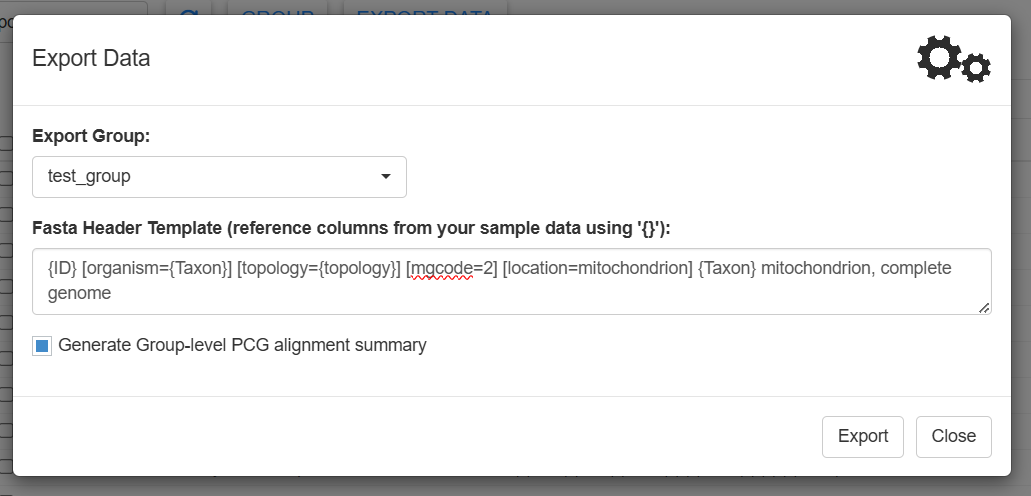 GROUP
EXPORT DATA
Export Data
Export Group:
test_group
Fasta Header Template (reference columns from your sample data using '{}'):
{ID} [organism={Taxon}] [topology={topology}] [mgcode=2] [location=mitochondrion] {Taxon} mitochondrion, complete
genome
Generate Group-level PCG alignment summary
Export
Close